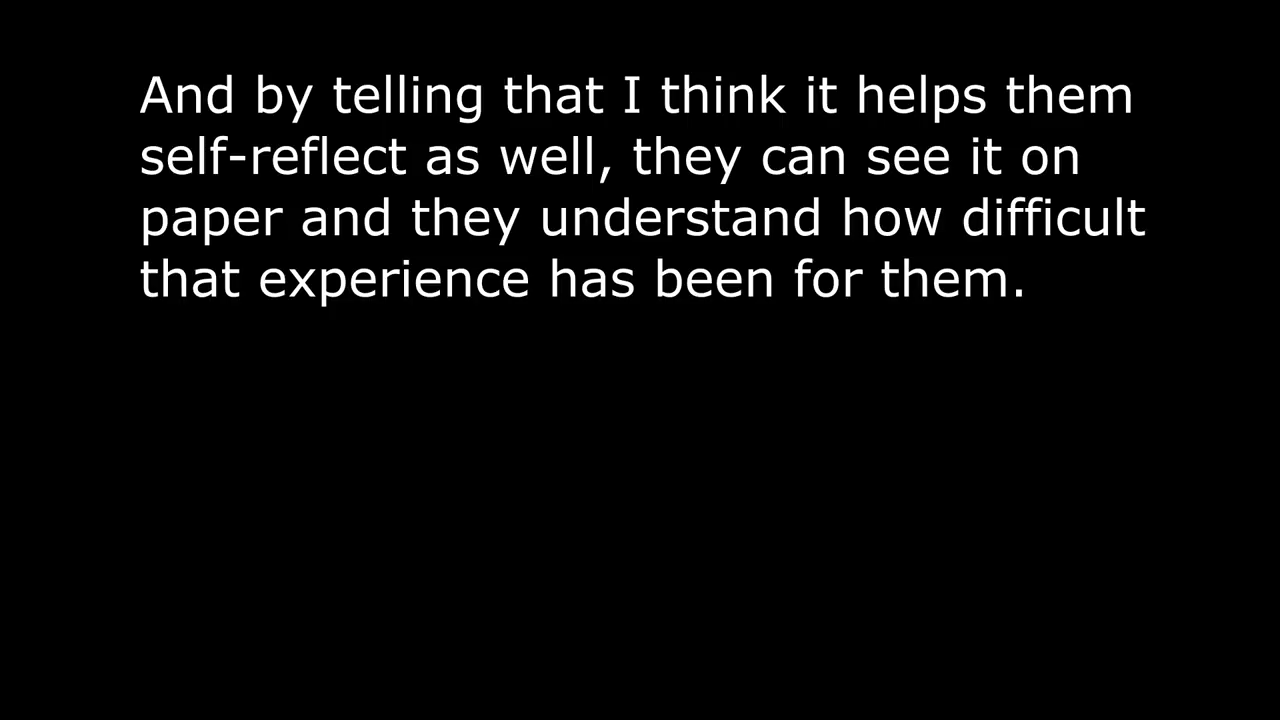 And by telling that I think it helps them
self-reflect as well, they can see it on
paper and they understand how difficult
that experience has been for them.